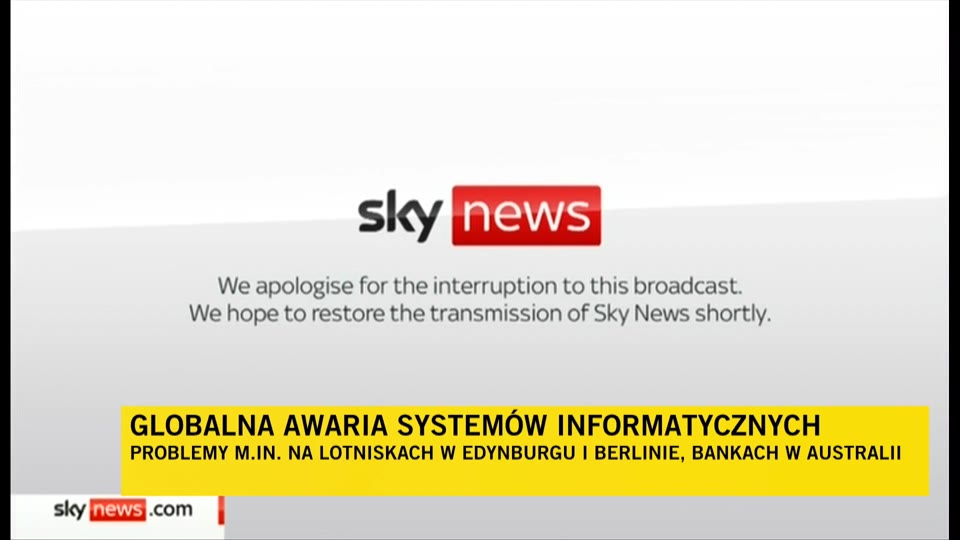 sky news
We apologise for the interruption to this broadcast.
We hope to restore the transmission of Sky News shortly.
GLOBALNA AWARIA SYSTEMÓW INFORMATYCZNYCH
PROBLEMY M.IN. NA LOTNISKACH W EDYNBURGU I BERLINIE, BANKACH W AUSTRALII
sky news.com